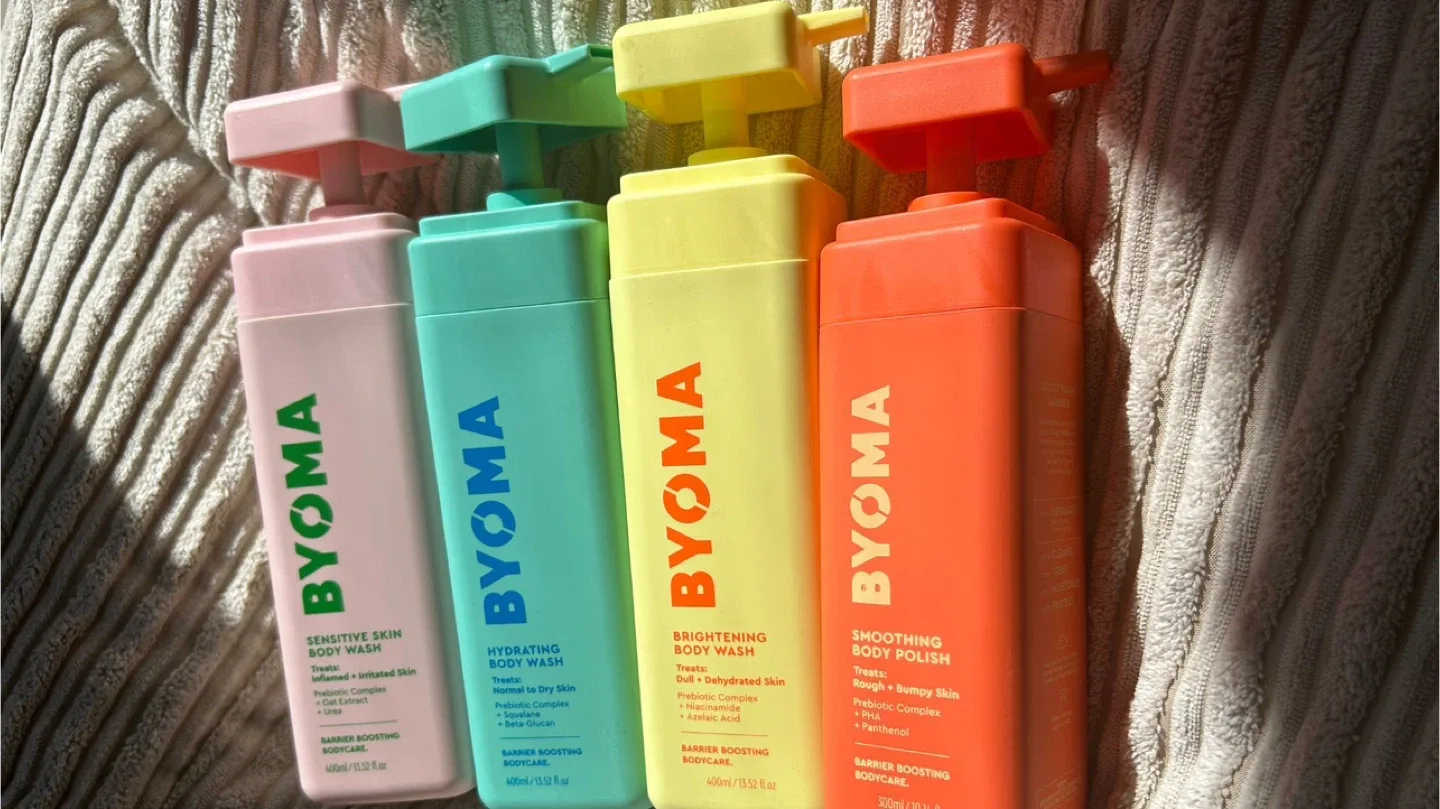 BYOMA
SENSITIVE SKIN
BODY WASH
Treats:
Inflamed + Irritated Skin
Prebiotic Complex
+ Oat Extract
+ Urea
BARRIER BOOSTING
BODYCARE.
400ml / 13.52 fl.oz
BYOMA
HYDRATING
BODY WASH
Treats:
Normal to Dry Skin
Prebiotic Complex
+ Squalane
+ Beta-Glucan
BARRIER BOOSTING
BODYCARE.
400ml / 13.52 fl.oz
BYOMA
BRIGHTENING
BODY WASH
Treats:
Dull + Dehydrated Skin
Prebiotic Complex
+ Niacinamide
+ Azelaic Acid
BARRIER BOOSTING
BODYCARE.
400ml / 13.52 fl.oz
BYOMA
SMOOTHING
BODY POLISH
Treats:
Rough + Bumpy Skin
Prebiotic Complex
+ PHA
+ Panthenol
BARRIER BOOSTING
BODYCARE.
300ml /
CLEANSE
TREAT